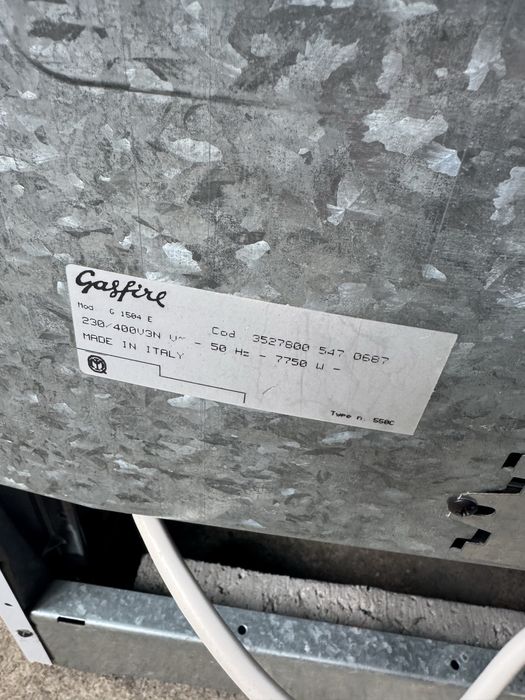 Gasfire
Mod G 1504 E Cod 3527800 547 0687
230/400V3N V~ - 50 Hz - 7750 W -
MADE IN ITALY
Type n. 550C